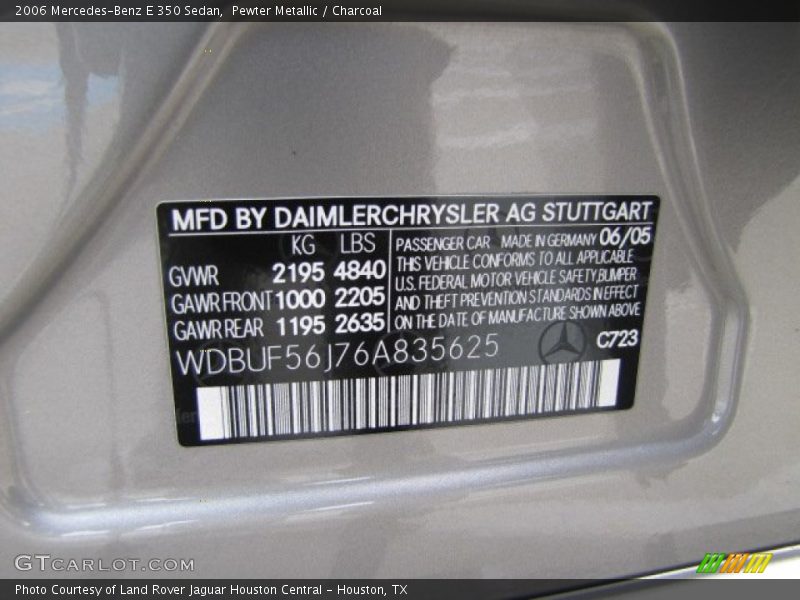 2006 Mercedes-Benz E 350 Sedan,  Pewter Metallic / Charcoal
MFD BY DAIMLERCHRYSLER AG STUTTGART
KG LBS
GVWR 2195 4840
GAWR FRONT 1000 2205
GAWR REAR 1195 2635
PASSENGER CAR MADE IN GERMANY 06/05
THIS VEHICLE CONFORMS TO ALL APPLICABLE
U.S. FEDERAL MOTOR VEHICLE SAFETY,BUMPER
AND THEFT PREVENTION STANDARDS IN EFFECT
ON THE DATE OF MANUFACTURE SHOWN ABOVE
WDBUF56J76A835625
C723
GTCARLOT.COM
Photo Courtesy of Land Rover Jaguar Houston Central - Houston, TX